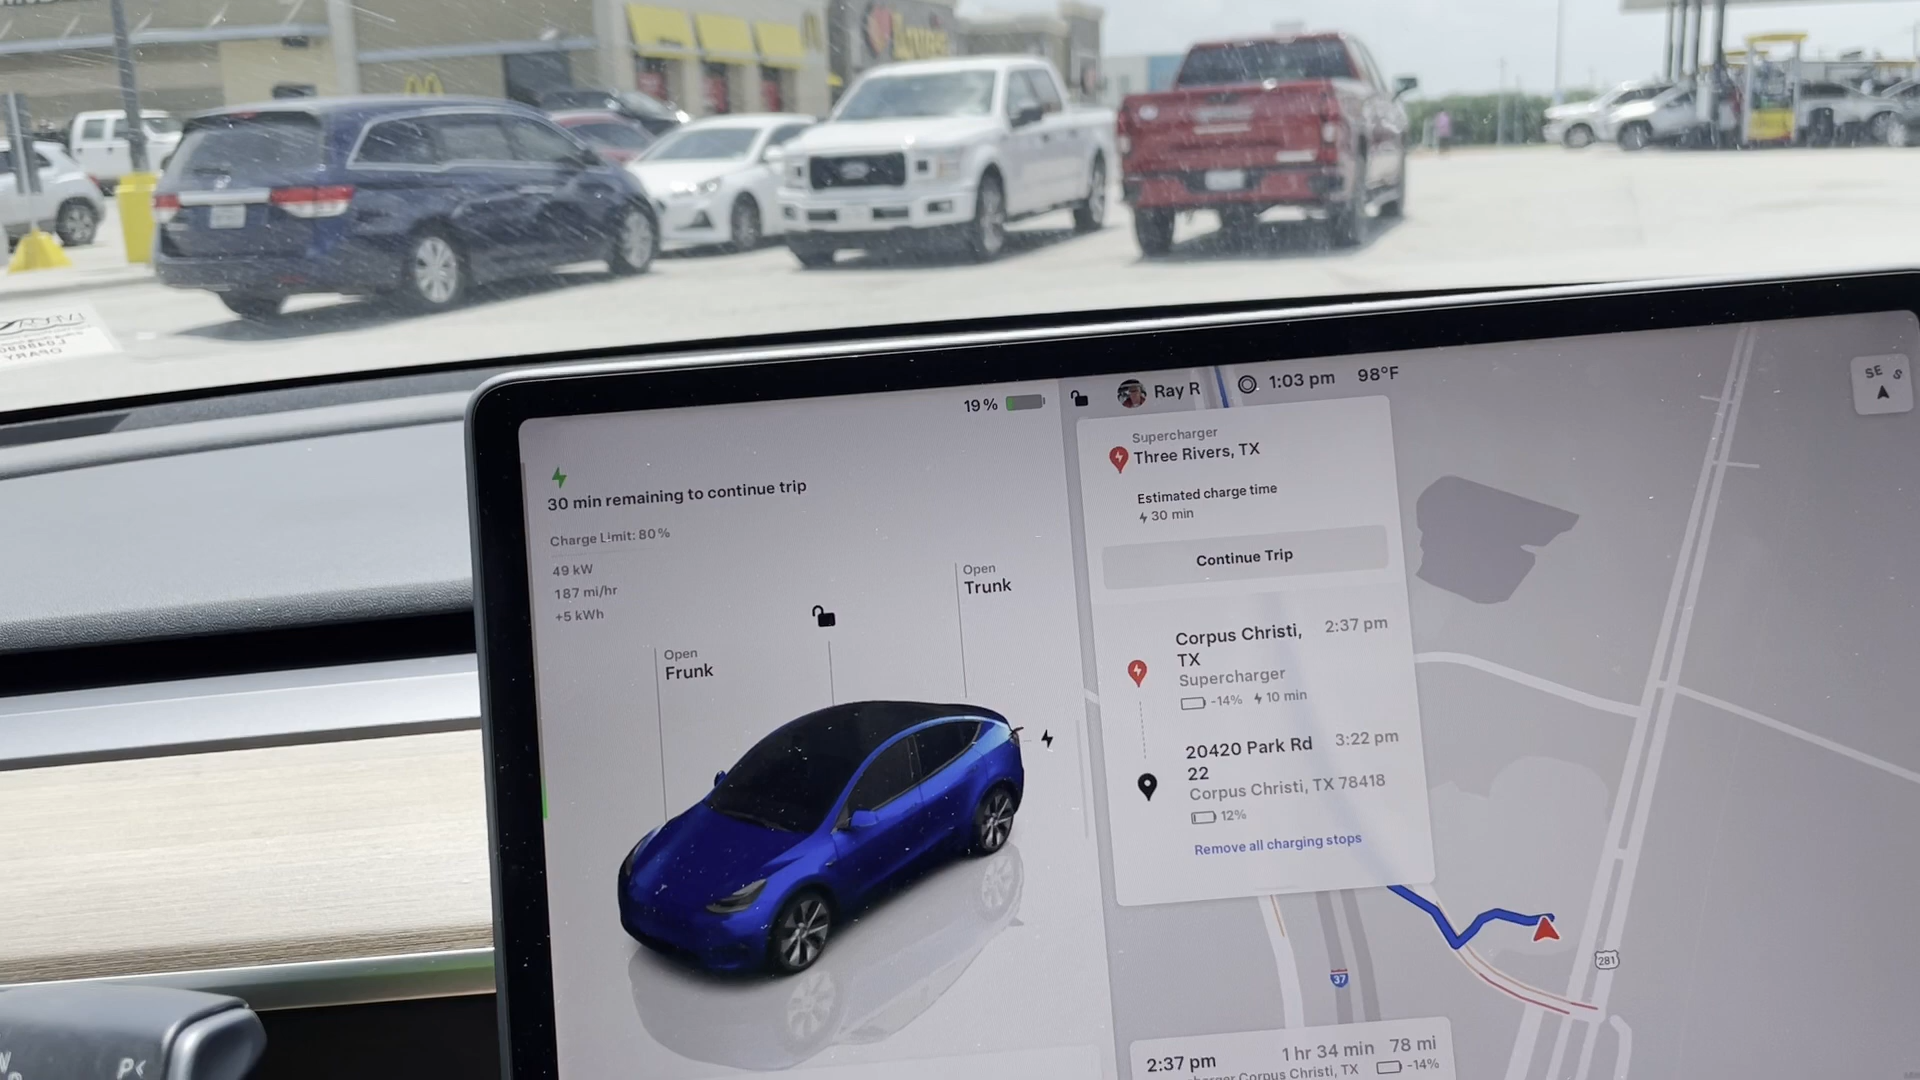 19%
Ray R
1:03 pm
98°F
SE
30 min remaining to continue trip
Charge Limit: 80%
49 kW
187 mi/hr
+5 kWh
Open
Trunk
Open
Frunk
Supercharger
Three Rivers, TX
Estimated charge time
30 min
Continue Trip
Corpus Christi, 2:37 pm
TX
Supercharger
-14% 10 min
20420 Park Rd 3:22 pm
22
Corpus Christi, TX 78418
12%
Remove all charging stops
281
37
2:37 pm 1 hr 34 min 78 mi
Corpus Christi, TX -14%
P